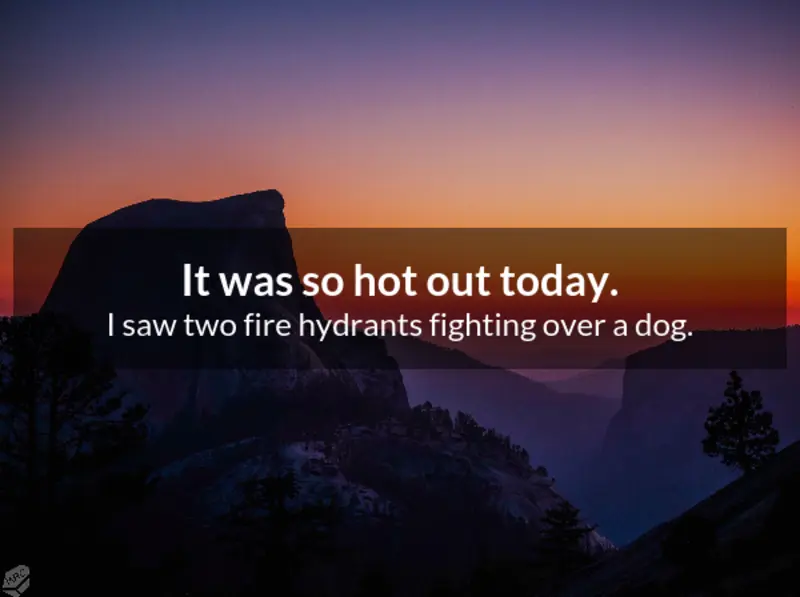 It was so hot out today.
I saw two fire hydrants fighting over a dog.